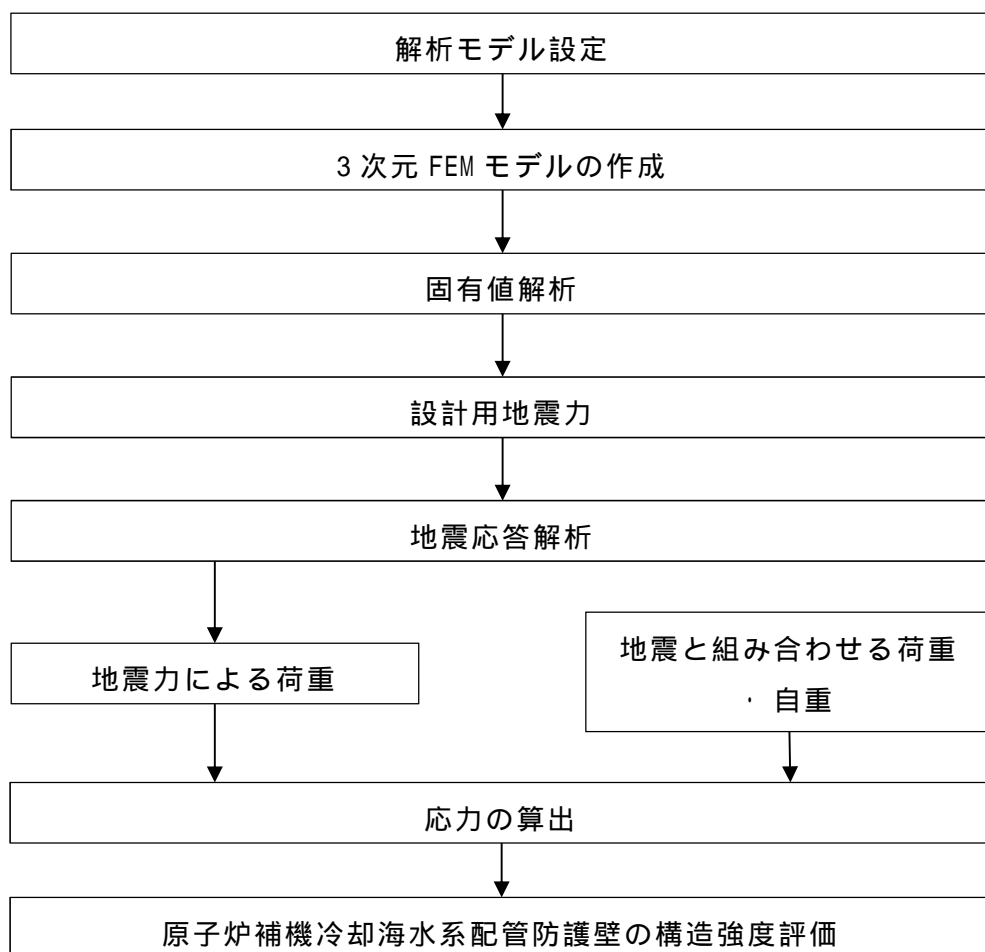 解析モデル設定
3次元 FEM モデルの作成
固有値解析
設計用地震力
地震応答解析
地震力による荷重
地震と組み合わせる荷重
・ 自重
応力の算出
原子炉補機冷却海水系配管防護壁の構造強度評価